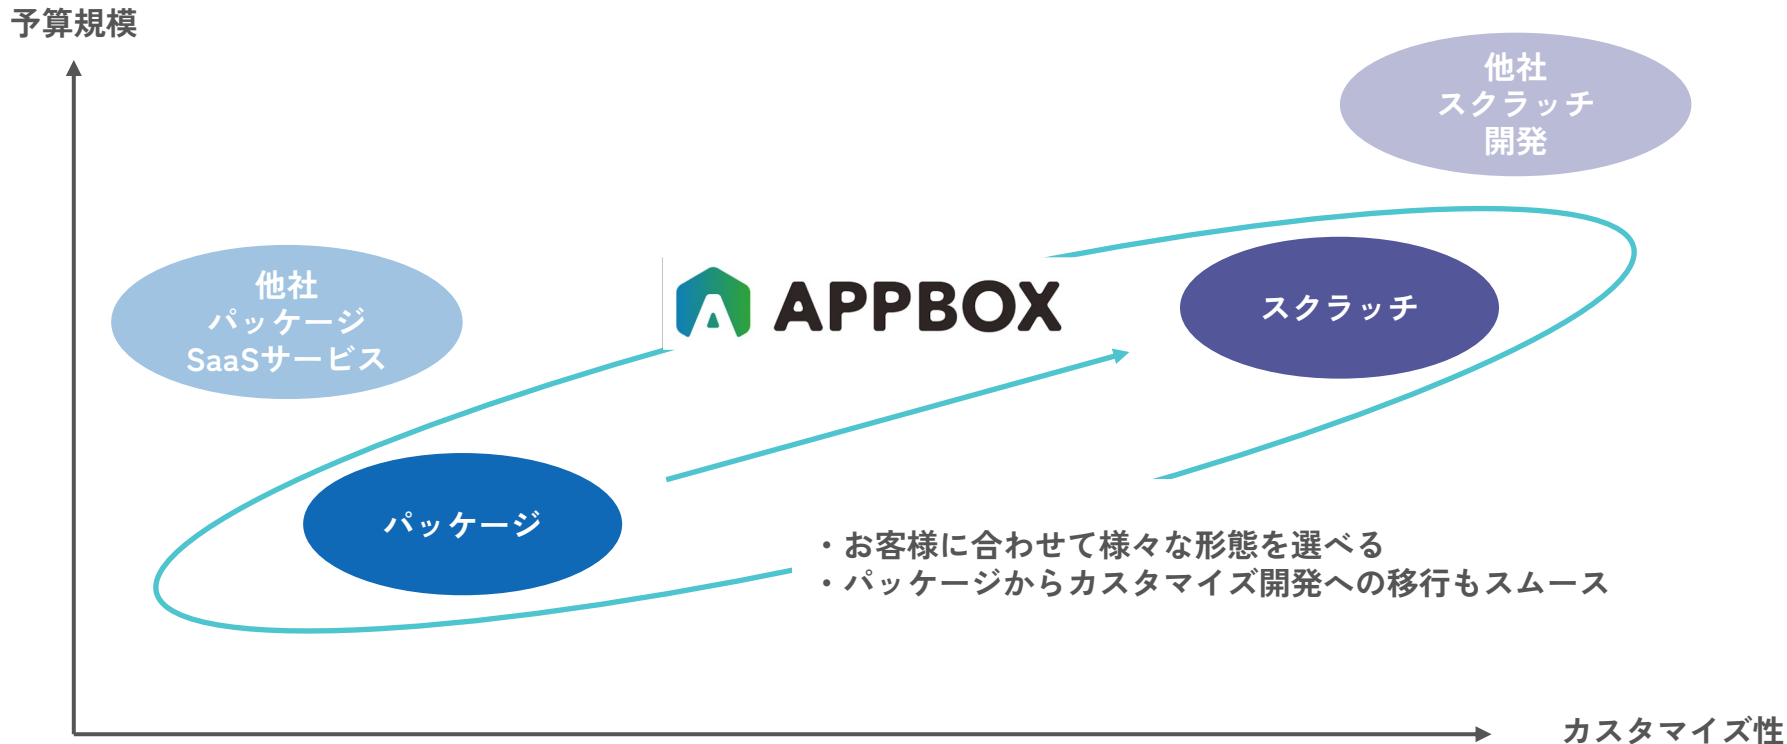 予算規模
他社
スクラッチ
開発
他社
パッケージ
SaaSサービス
APPBOX
スクラッチ
パッケージ
・お客様に合わせて様々な形態を選べる
・パッケージからカスタマイズ開発への移行もスムース
カスタマイズ性